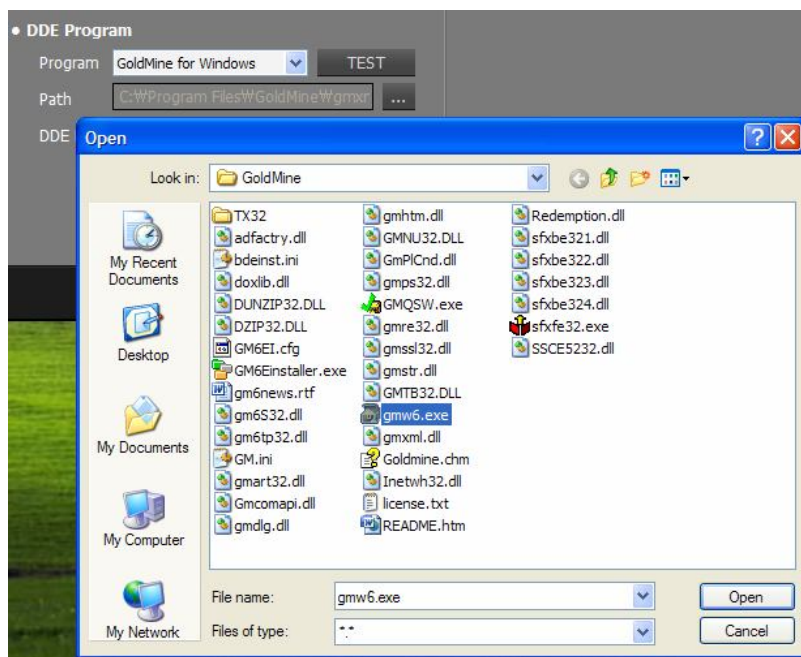 • DDE Program
Program GoldMine for Windows TEST
Path C:₩Program Files₩GoldMine₩gmxr ...
DDE
Open
Look in: GoldMine
My Recent Documents
Desktop
My Documents
My Computer
My Network
TX32
adfactry.dll
bdeinst.ini
doxlib.dll
DUNZIP32.DLL
DZIP32.DLL
GM6EI.cfg
GM6Einstaller.exe
gm6news.rtf
gm6S32.dll
gm6tp32.dll
GM.ini
gmart32.dll
Gmcomapi.dll
gmdlg.dll
gmhtm.dll
GMNU32.DLL
GmPlCnd.dll
gmps32.dll
GMQSW.exe
gmre32.dll
gmssl32.dll
gmstr.dll
GMTB32.DLL
gmw6.exe
gmxml.dll
Goldmine.chm
Inetwh32.dll
license.txt
README.htm
Redemption.dll
sfxbe321.dll
sfxbe322.dll
sfxbe323.dll
sfxbe324.dll
sfxfe32.exe
SSCE5232.dll
File name: gmw6.exe Open
Files of type: *.* Cancel